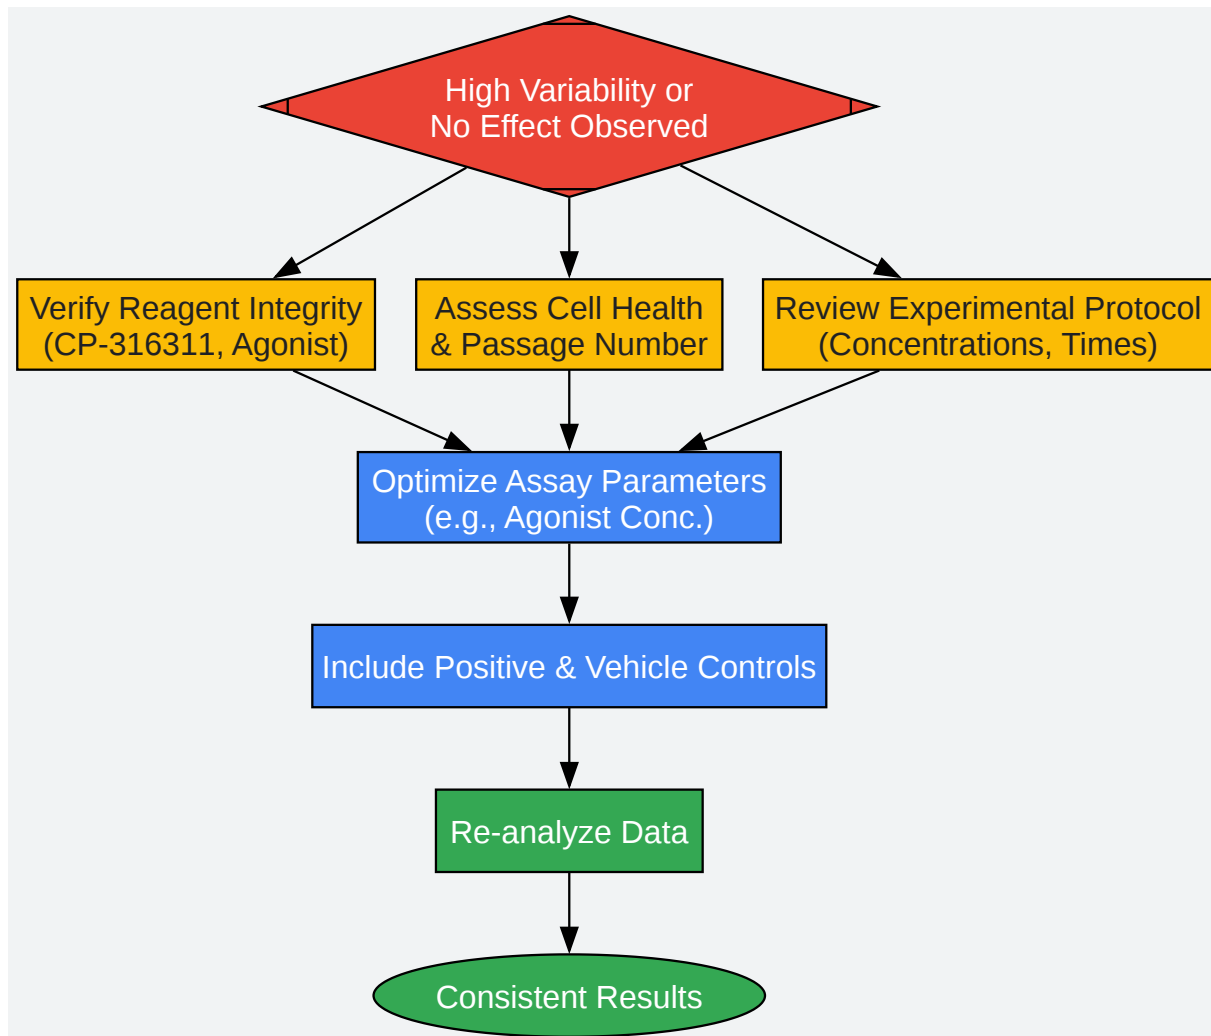 High Variability or
No Effect Observed
Verify Reagent Integrity
(CP-316311, Agonist)
Assess Cell Health
& Passage Number
Review Experimental Protocol
(Concentrations, Times)
Optimize Assay Parameters
(e.g., Agonist Conc.)
Include Positive & Vehicle Controls
Re-analyze Data
Consistent Results